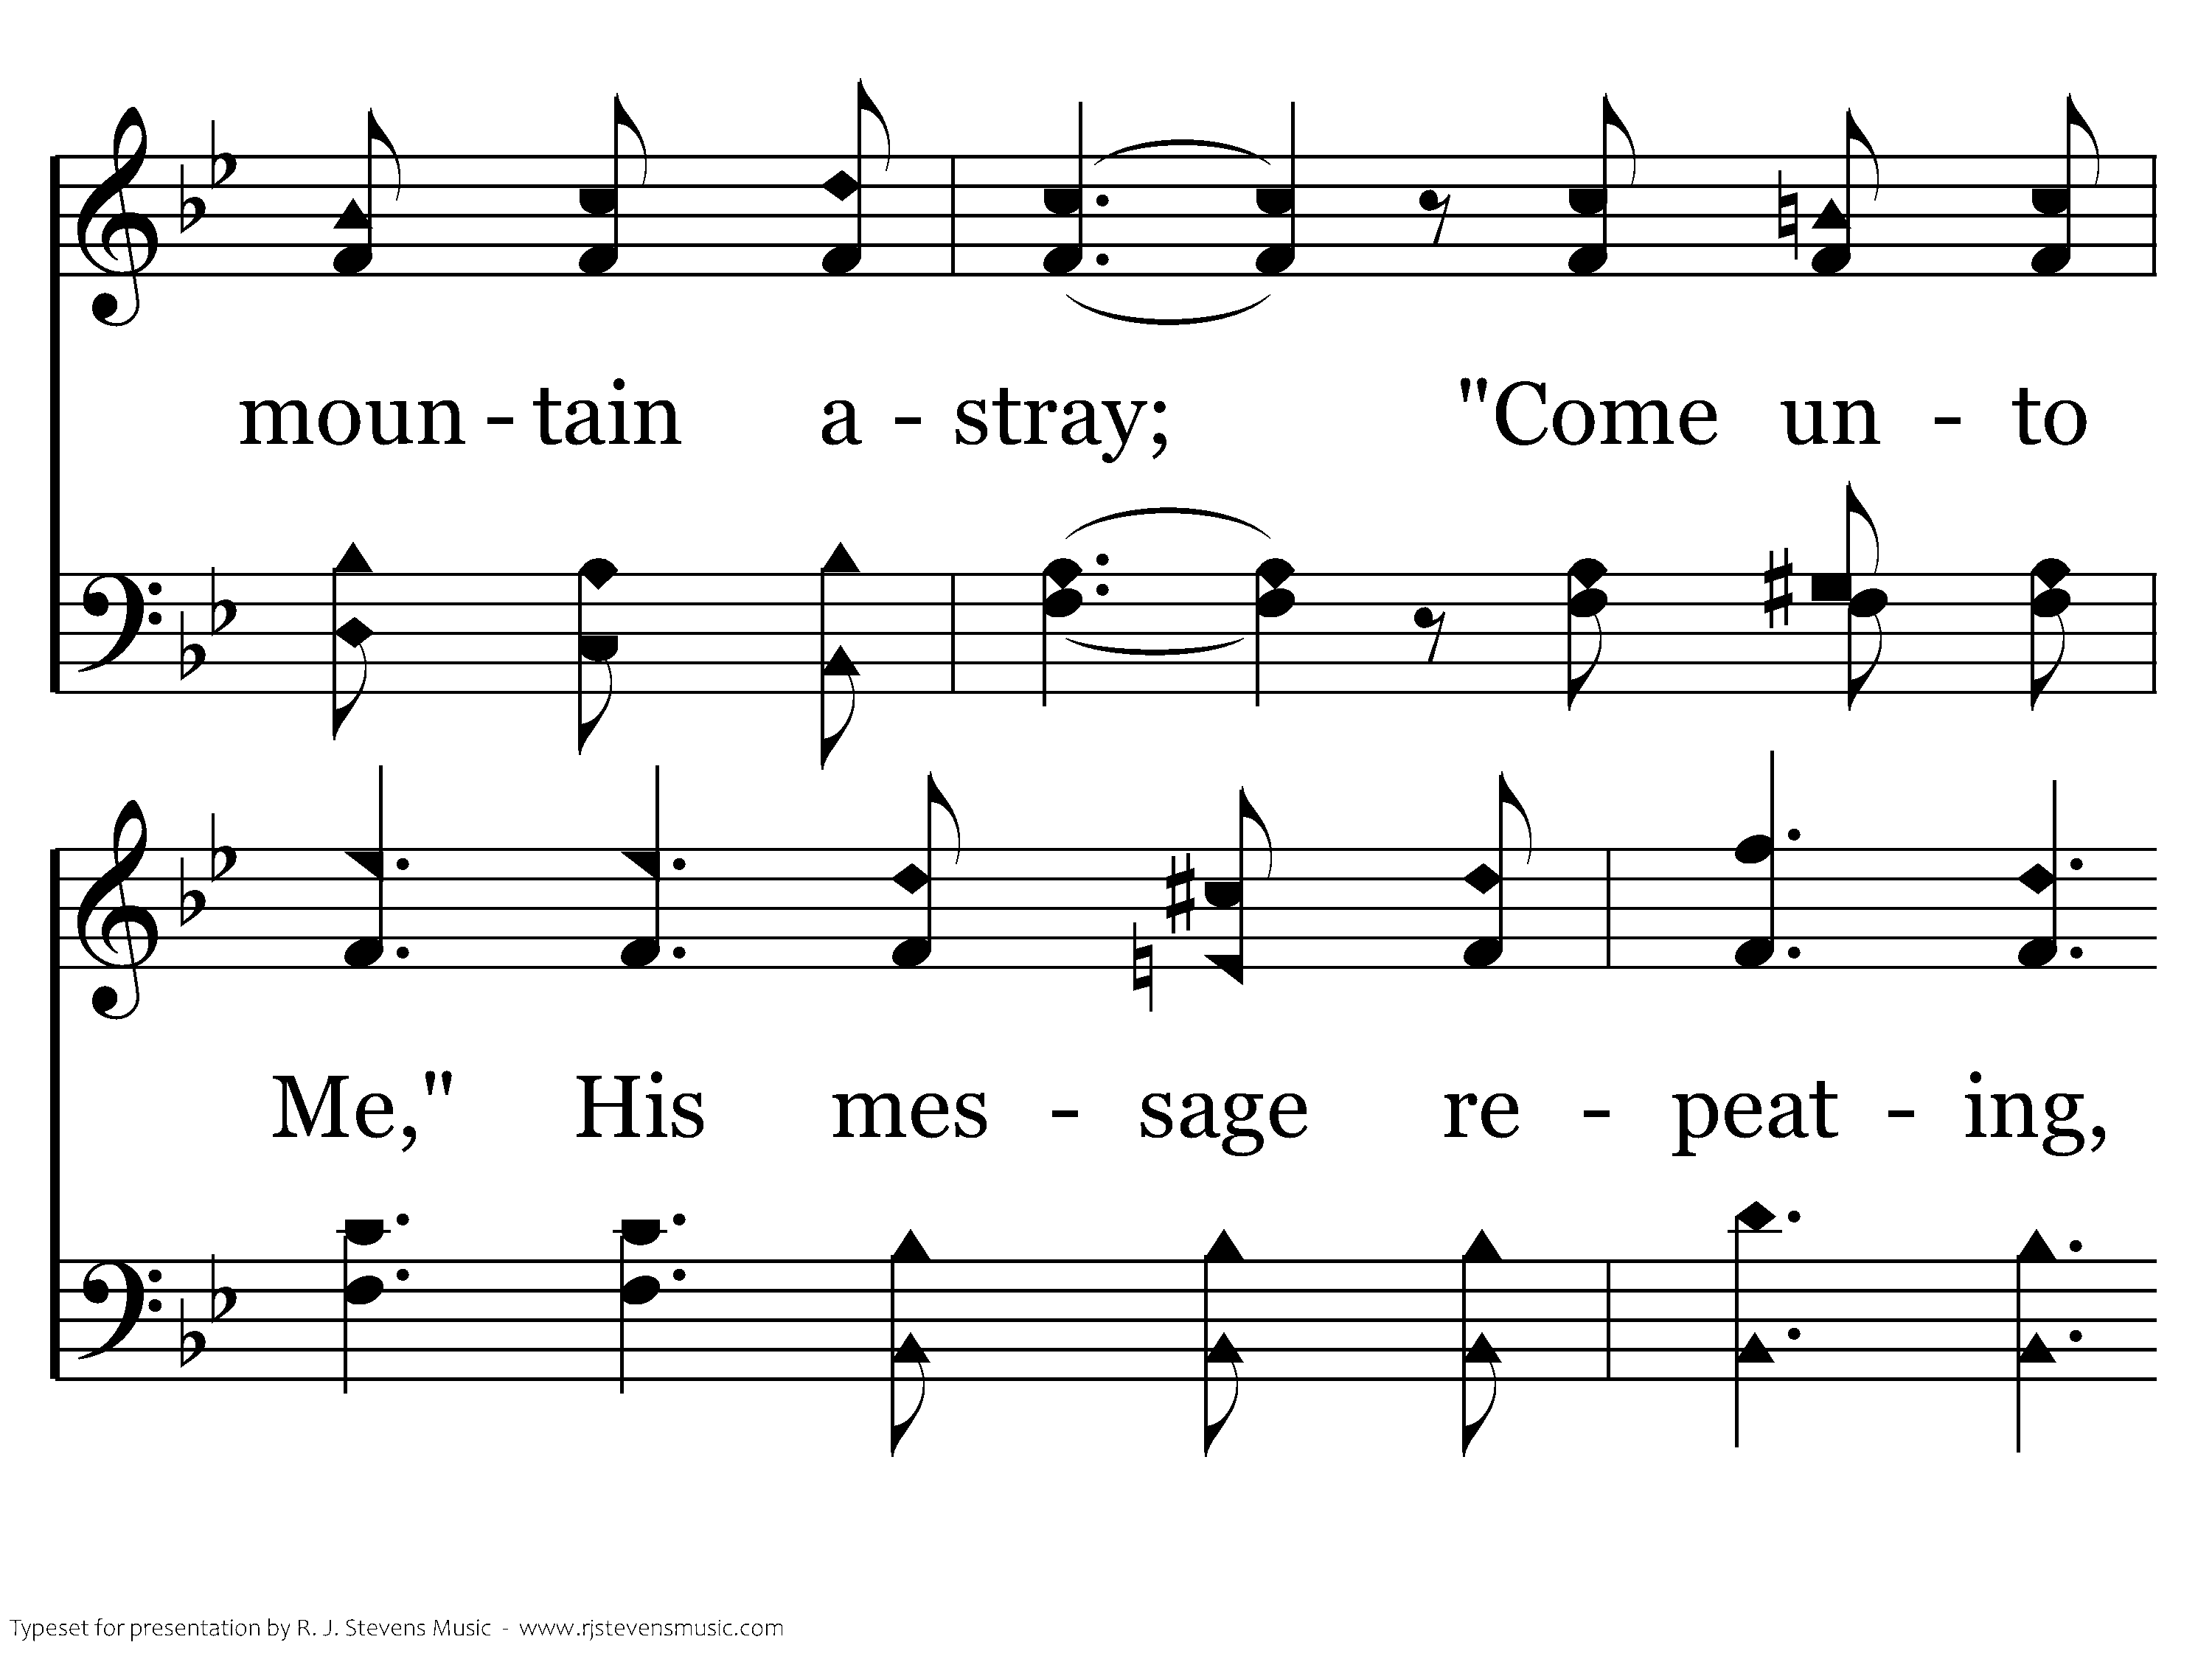 moun - tain a - stray; "Come un - to
Me," His mes - sage re - peat - ing,
Typeset for presentation by R. J. Stevens Music - www.rjstevensmusic.com